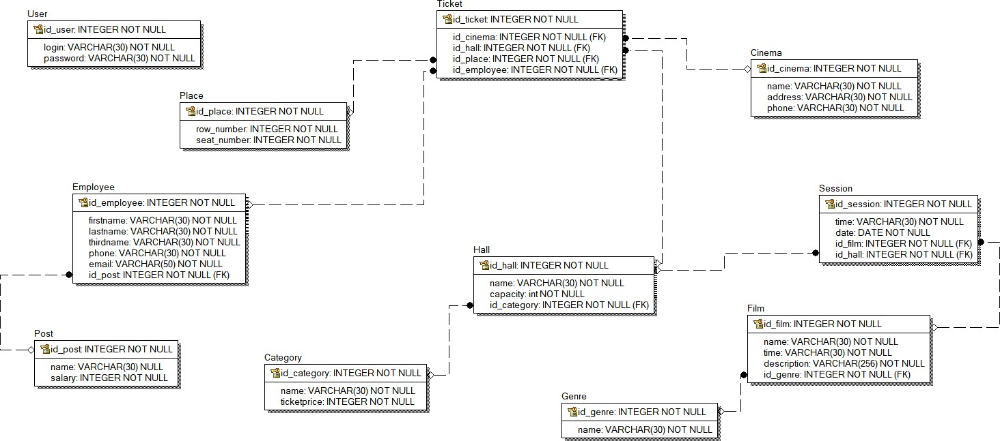 User
id_user: INTEGER NOT NULL
login: VARCHAR(30) NOT NULL
password: VARCHAR(30) NOT NULL
Ticket
id_ticket: INTEGER NOT NULL
id_cinema: INTEGER NOT NULL (FK)
id_hall: INTEGER NOT NULL (FK)
id_place: INTEGER NOT NULL (FK)
id_employee: INTEGER NOT NULL (FK)
Cinema
id_cinema: INTEGER NOT NULL
name: VARCHAR(30) NOT NULL
address: VARCHAR(30) NOT NULL
phone: VARCHAR(30) NOT NULL
Place
id_place: INTEGER NOT NULL
row_number: INTEGER NOT NULL
seat_number: INTEGER NOT NULL
Employee
id_employee: INTEGER NOT NULL
firstname: VARCHAR(30) NOT NULL
lastname: VARCHAR(30) NOT NULL
thirdname: VARCHAR(30) NOT NULL
phone: VARCHAR(30) NOT NULL
email: VARCHAR(50) NOT NULL
id_post: INTEGER NOT NULL (FK)
Session
id_session: INTEGER NOT NULL
time: VARCHAR(30) NOT NULL
date: DATE NOT NULL
id_film: INTEGER NOT NULL (FK)
id_hall: INTEGER NOT NULL (FK)
Hall
id_hall: INTEGER NOT NULL
name: VARCHAR(30) NOT NULL
capacity: int NOT NULL
id_category: INTEGER NOT NULL (FK)
Film
id_film: INTEGER NOT NULL
name: VARCHAR(30) NOT NULL
time: VARCHAR(30) NOT NULL
description: VARCHAR(256) NOT NULL
id_genre: INTEGER NOT NULL (FK)
Post
id_post: INTEGER NOT NULL
name: VARCHAR(30) NULL
salary: INTEGER NOT NULL
Category
id_category: INTEGER NOT NULL
name: VARCHAR(30) NOT NULL
ticketprice: INTEGER NOT NULL
Genre
id_genre: INTEGER NOT NULL
name: VARCHAR(30) NOT NULL